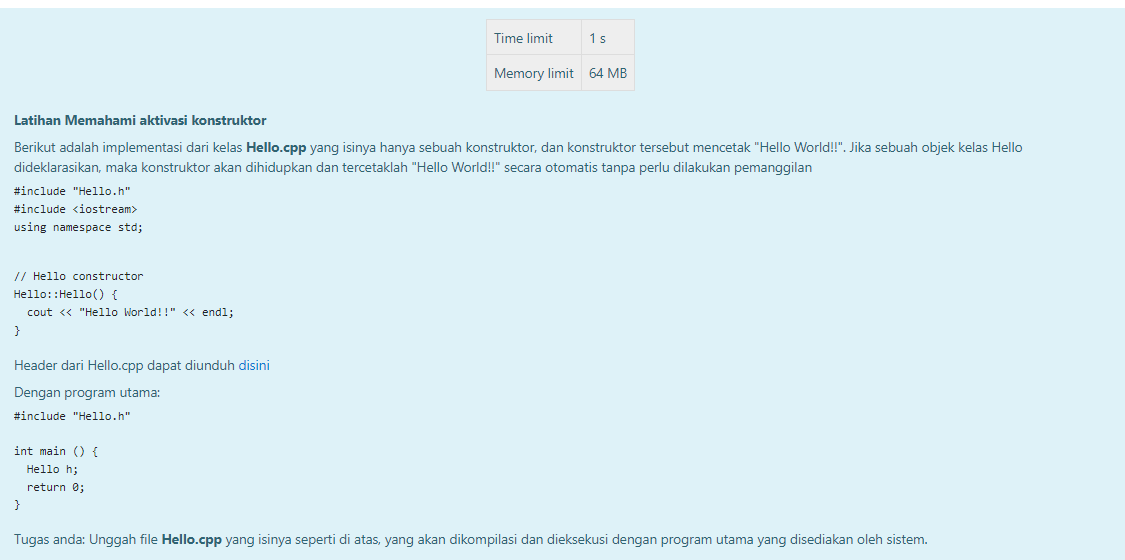 Time limit 1 s
Memory limit 64 MB
Latihan Memahami aktivasi konstruktor
Berikut adalah implementasi dari kelas Hello.cpp yang isinya hanya sebuah konstruktor, dan konstruktor tersebut mencetak "Hello World!!". Jika sebuah objek kelas Hello
dideklarasikan, maka konstruktor akan dihidupkan dan tercetaklah "Hello World!!" secara otomatis tanpa perlu dilakukan pemanggilan
#include "Hello.h"
#include <iostream>
using namespace std;
// Hello constructor
Hello::Hello() {
  cout << "Hello World!!" << endl;
}
Header dari Hello.cpp dapat diunduh disini
Dengan program utama:
#include "Hello.h"
int main () {
  Hello h;
  return 0;
}
Tugas anda: Unggah file Hello.cpp yang isinya seperti di atas, yang akan dikompilasi dan dieksekusi dengan program utama yang disediakan oleh sistem.